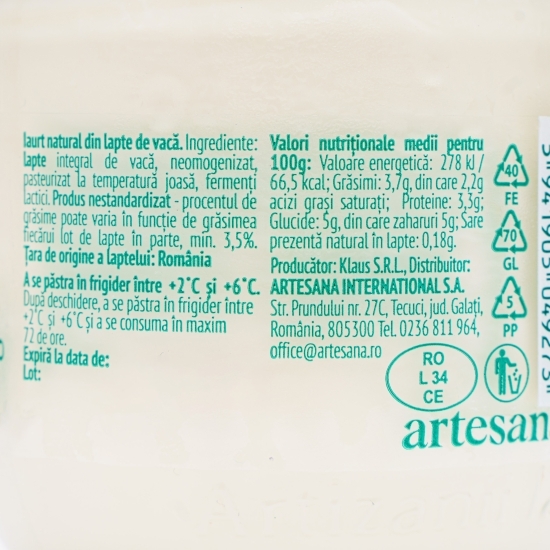 Iaurt natural din lapte de vacă. Ingrediente:
lapte integral de vacă, neomogenizat,
pasteurizat la temperatură joasă, fermenți
lactici. Produs nestandardizat - procentul de
grăsime poate varia în funcție de grăsimea
fiecărui lot de lapte în parte, min. 3,5%.
Țara de origine a laptelui: România
A se păstra în frigider între +2°C și +6°C.
După deschidere, a se păstra în frigider între
+2°C și +6°C și a se consuma în maxim
72 de ore.
Expiră la data de:
Lot:
Valori nutriționale medii pentru
100g: Valoare energetică: 278 kJ /
66,5 kcal; Grăsimi: 3,7g, din care 2,2g
acizi grași saturați; Proteine: 3,3g;
Glucide: 5g, din care zaharuri 5g; Sare
prezentă natural în lapte: 0,18g.
Producător: Klaus S.R.L., Distribuitor:
ARTESANA INTERNATIONAL S.A.
Str. Prundului nr. 27C, Tecuci, jud. Galați,
România, 805300 Tel. 0236 811 964,
office@artesana.ro
40
FE
70
GL
5
PP
RO
L 34
CE
artesan